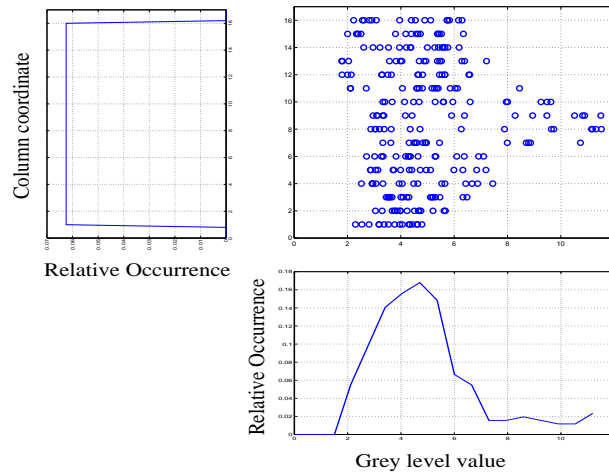 16
14
12
10
8
6
4
2
0
0 2 4 6 8 10
Column coordinate
0 2 4 6 8 10 12 14 16
0.07 0.06 0.05 0.04 0.03 0.02 0.01 0
Relative Occurrence
0.18
0.16
0.14
0.12
0.1
0.08
0.06
0.04
0.02
0
0 2 4 6 8 10
Relative Occurrence
Grey level value